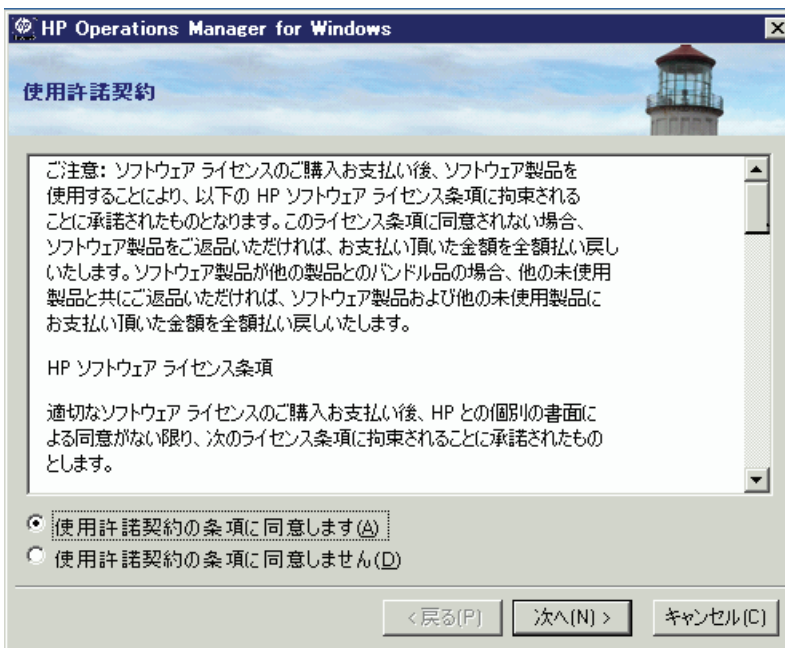 HP Operations Manager for Windows
使用許諾契約
ご注意: ソフトウェア ライセンスのご購入お支払い後、ソフトウェア製品を
使用することにより、以下の HP ソフトウェア ライセンス条項に拘束される
ことに承諾されたものとなります。このライセンス条項に同意されない場合、
ソフトウェア製品をご返品いただければ、お支払い頂いた金額を全額払い戻し
いたします。ソフトウェア製品が他の製品とのバンドル品の場合、他の未使用
製品と共にご返品いただければ、ソフトウェア製品および他の未使用製品に
お支払い頂いた金額を全額払い戻しいたします。
HP ソフトウェア ライセンス条項
適切なソフトウェア ライセンスのご購入お支払い後、HP との個別の書面に
よる同意がない限り、次のライセンス条項に拘束されることに承諾されたもの
とします。
使用許諾契約の条項に同意します(A)
使用許諾契約の条項に同意しません(D)
< 戻る(P) 次へ(N) > キャンセル(C)